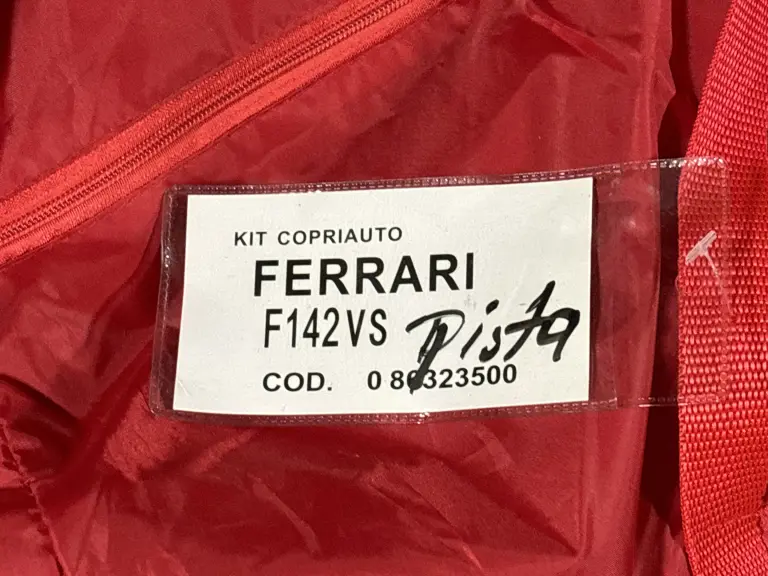 KIT COPRIAUTO
FERRARI
F142VS Pista
COD. 0 80323500